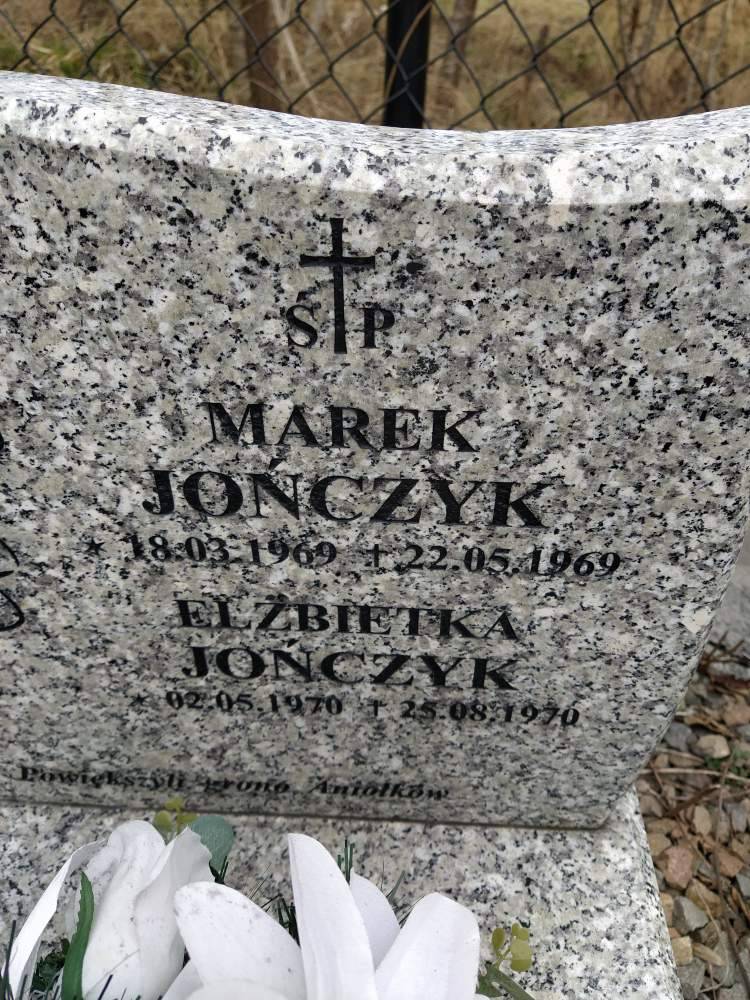 Ś P
MAREK
JOŃCZYK
* 18.03.1969 † 22.05.1969
ELŻBIETKA
JOŃCZYK
* 02.05.1970 † 25.08.1970
Powiększyli grono Aniołków